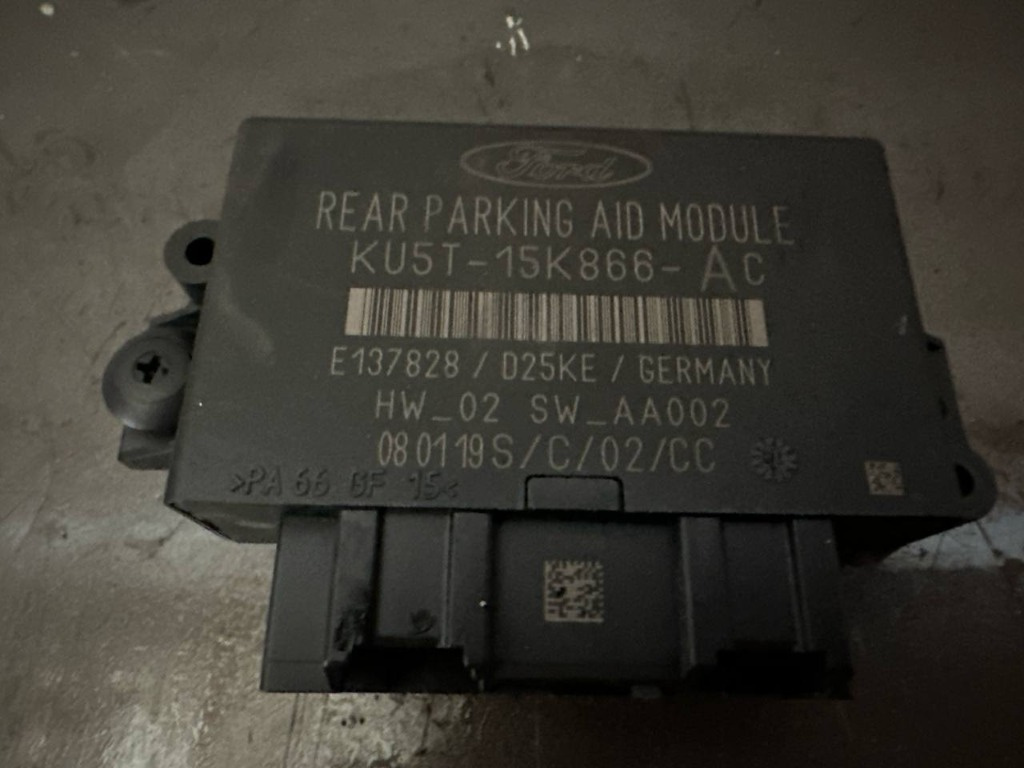 Ford
REAR PARKING AID MODULE
KU5T-15K866-AC
E137828 / D25KE / GERMANY
HW_02 SW_AA002
080119S/C/02/CC
>PA 66 GF 15<